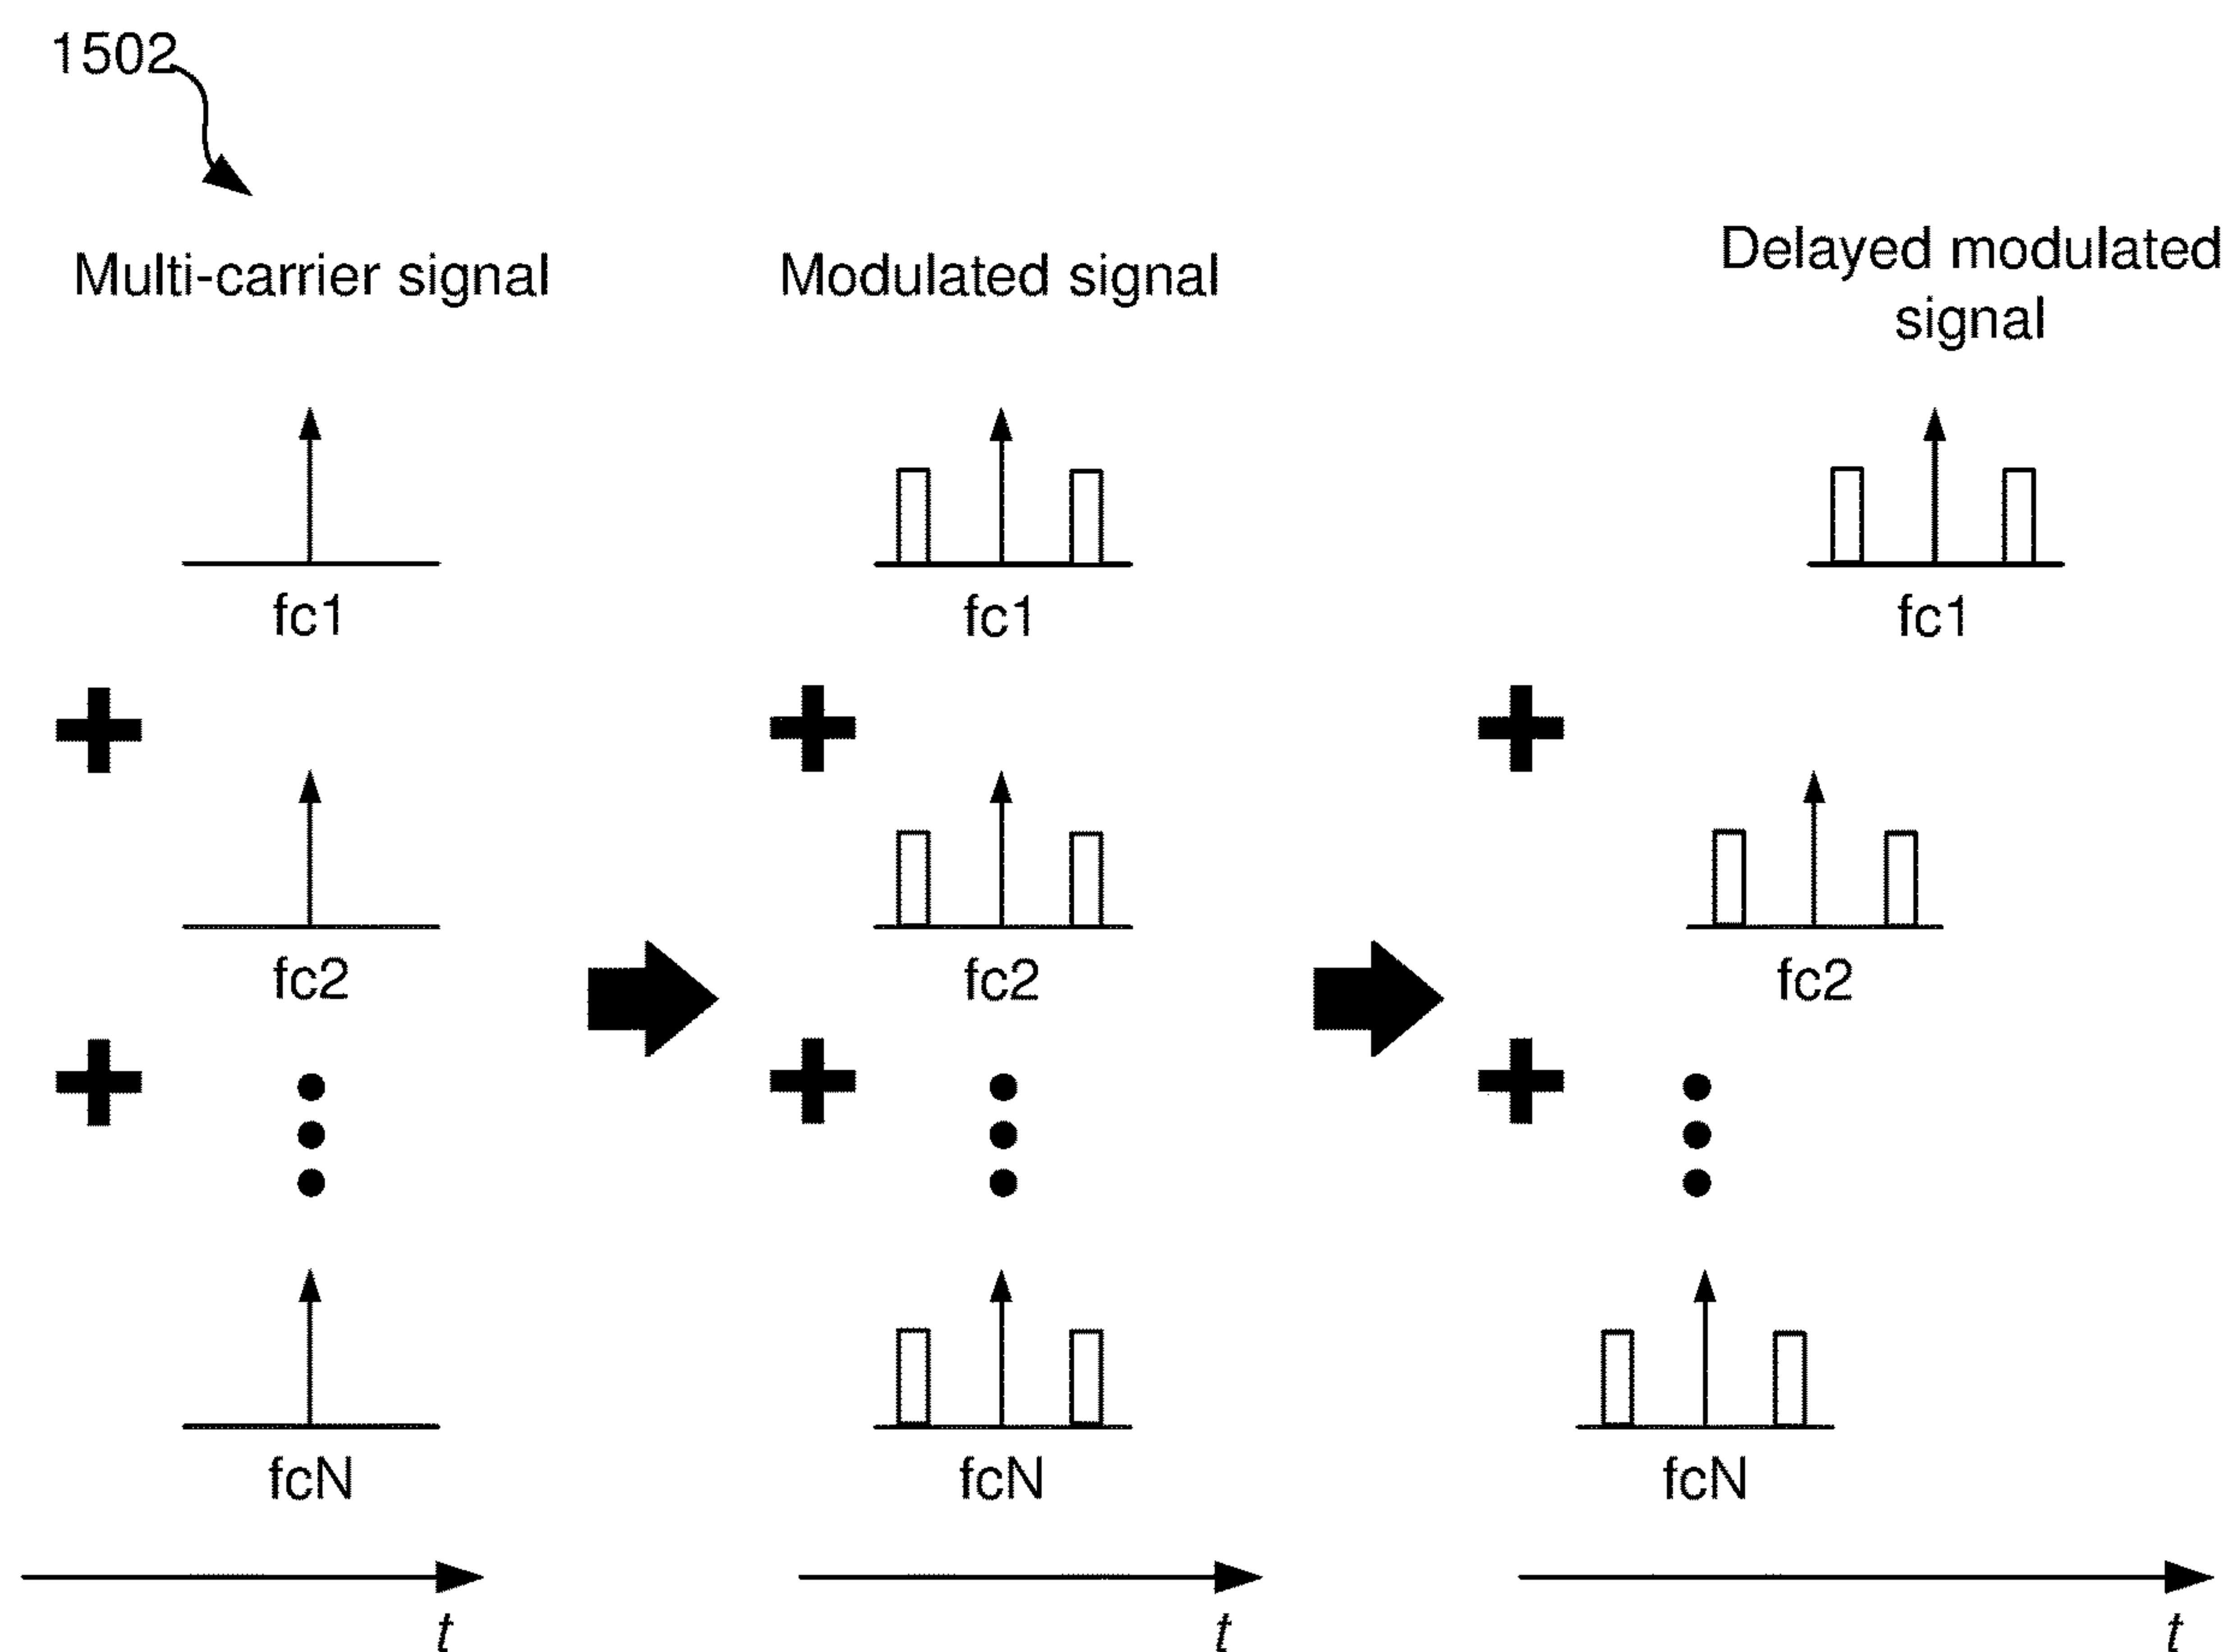 1502
Multi-carrier signal
Modulated signal
Delayed modulated
signal
fc1
fc1
fc1
+
+
+
fc2
fc2
fc2
+
+
+
fcN
fcN
fcN
t
t
t